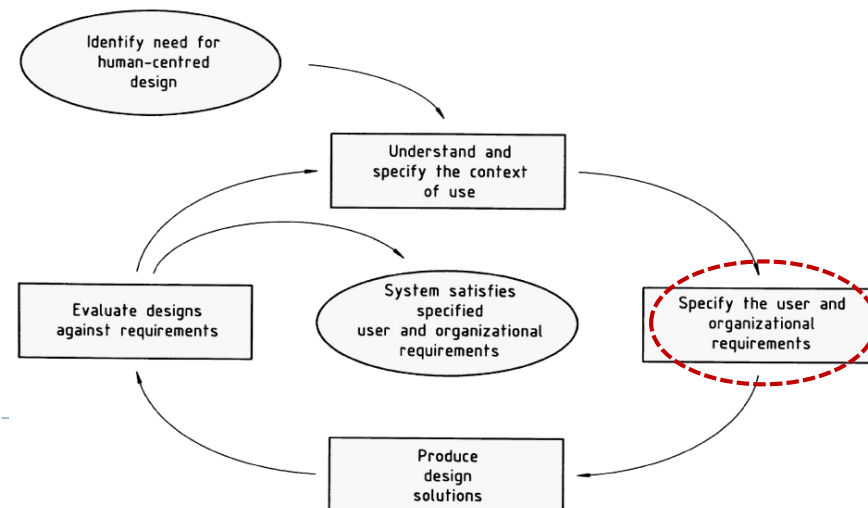 Identify need for
human-centred
design
Understand and
specify the context
of use
Evaluate designs
against requirements
System satisfies
specified
user and organizational
requirements
Specify the user and
organizational
requirements
Produce
design
solutions